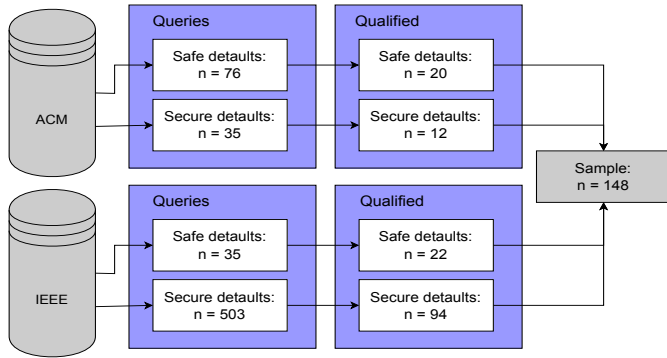 Queries
Qualified
Safe detaults:
n = 76
Safe detaults:
n = 20
ACM
Secure detaults:
n = 35
Secure detaults:
n = 12
Sample:
n = 148
Queries
Qualified
Safe detaults:
n = 35
Safe detaults:
n = 22
IEEE
Secure detaults:
n = 503
Secure detaults:
n = 94